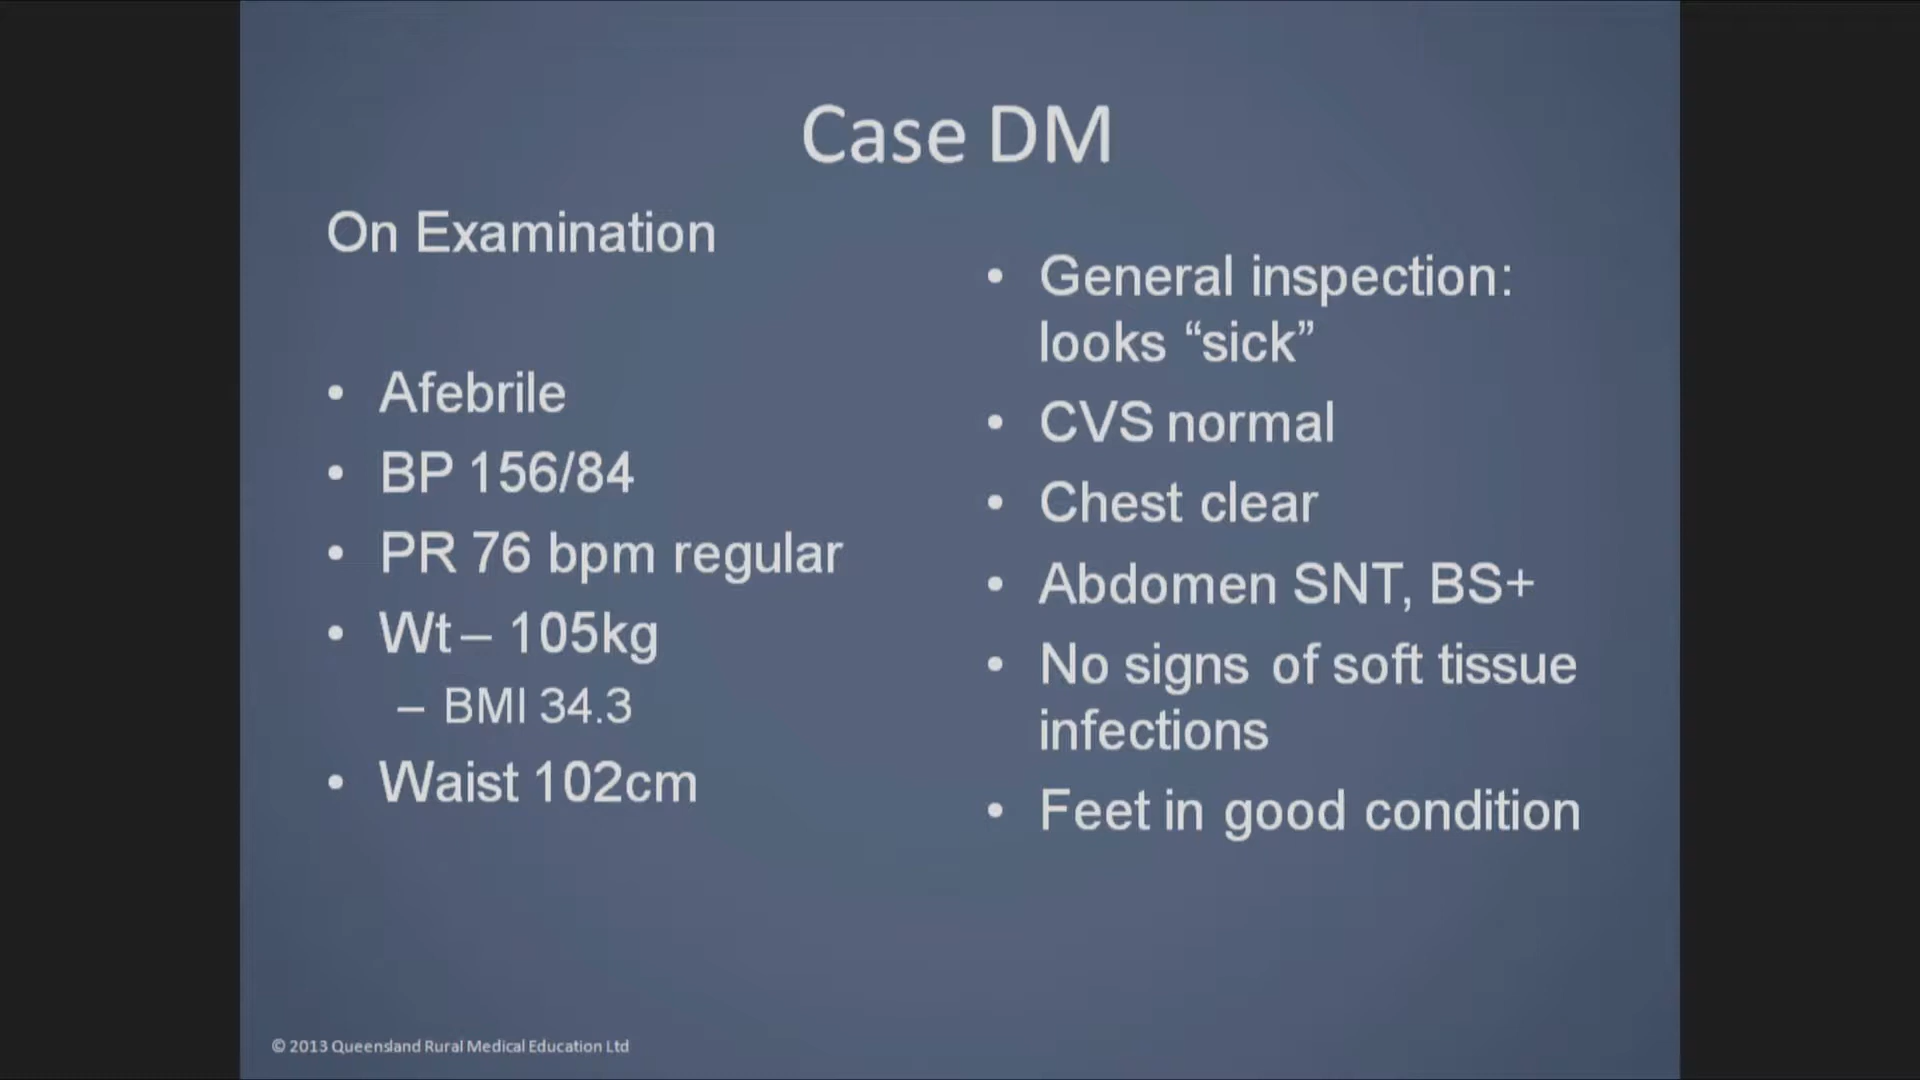 Case DM
On Examination
• Afebrile
• BP 156/84
• PR 76 bpm regular
• Wt – 105kg
– BMI 34.3
• Waist 102cm
• General inspection:
looks “sick”
• CVS normal
• Chest clear
• Abdomen SNT, BS+
• No signs of soft tissue
infections
• Feet in good condition
© 2013 Queensland Rural Medical Education Ltd